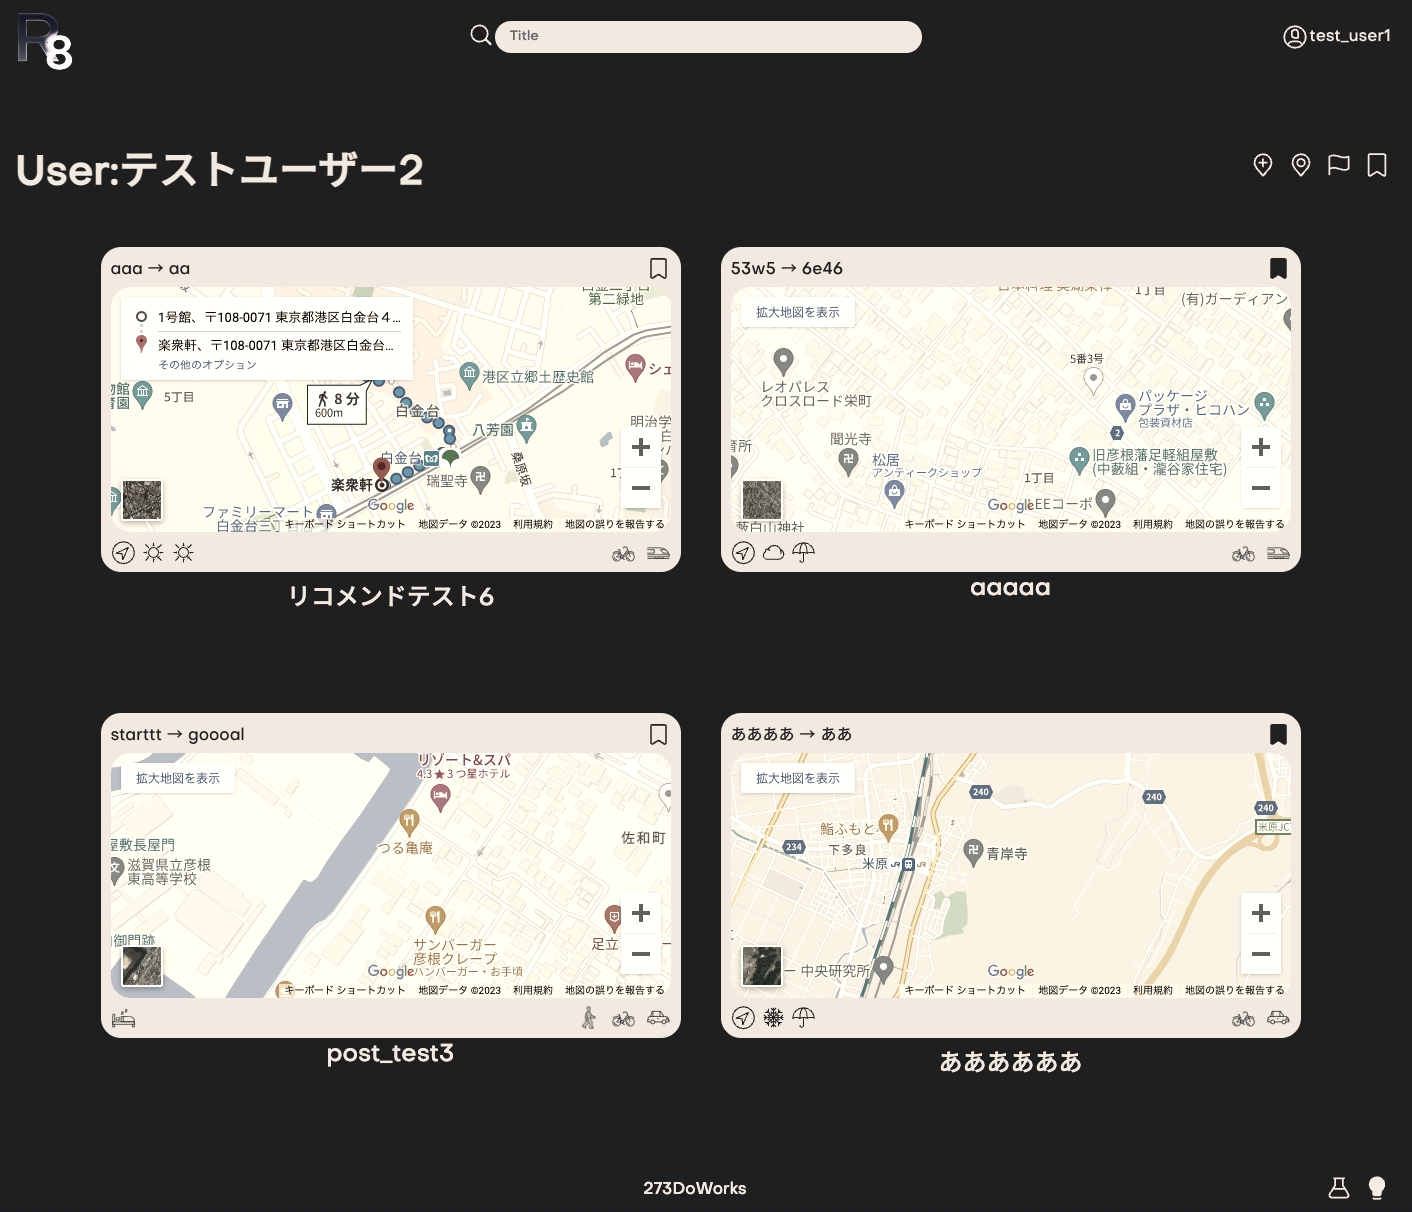 R8
Title
test_user1
User:テストユーザー2
aaa → aa
1号館、〒108-0071 東京都港区白金台４...
楽衆軒、〒108-0071 東京都港区白金台...
その他のオプション
第二緑地
港区立郷土歴史館
シェ
5丁目
8 分
600m
白金台
八芳園
明治学
白金台
桑原坂
瑞聖寺
楽衆軒
ファミリーマート
白金台二丁
Google
キーボード ショートカット 地図データ ©2023 利用規約 地図の誤りを報告する
リコメンドテスト6
53w5 → 6e46
1丁目
(有)ガーディアン
拡大地図を表示
5番3号
レオパレス
クロスロード栄町
パッケージ
プラザ・ヒコハン
包装資材店
2
聞光寺
育所
松居
アンティークショップ
旧彦根藩足軽組屋敷
(中藪組・瀧谷家住宅)
1丁目
Google
EEコーポ
藪白山神社
キーボード ショートカット 地図データ ©2023 利用規約 地図の誤りを報告する
aaaaa
starttt → goooal
リゾート&スパ
4.3★3 つ星ホテル
拡大地図を表示
つる亀庵
佐和町
屋敷長屋門
滋賀県立彦根
東高等学校
御門跡
サンバーガー
彦根クレープ
ハンバーガー・お手頃
足立
Google
キーボード ショートカット 地図データ ©2023 利用規約 地図の誤りを報告する
post_test3
ああああ → ああ
拡大地図を表示
240
240
240
米原JCT
鮨ふもと
234
下多良
米原
JR
JR
青岸寺
ー 中央研究所
Google
キーボード ショートカット 地図データ ©2023 利用規約 地図の誤りを報告する
ああああああ
273DoWorks